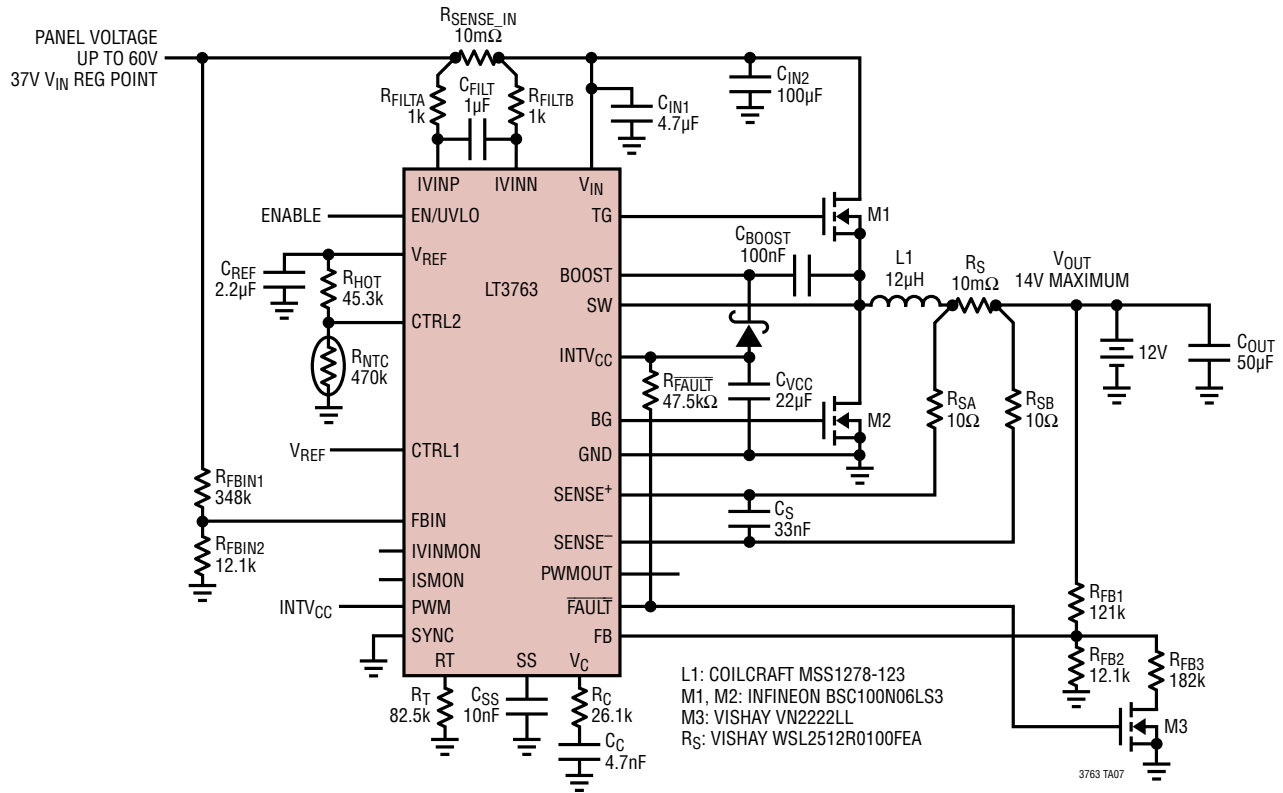 PANEL VOLTAGE
UP TO 60V
37V VIN REG POINT
RSENSE_IN
10mΩ
RFILTA
1k
CFILT
1µF
RFILTB
1k
CIN1
4.7µF
CIN2
100µF
IVINP
IVINN
VIN
ENABLE
EN/UVLO
TG
M1
CREF
2.2µF
VREF
RHOT
45.3k
LT3763
BOOST
CBOOST
100nF
SW
L1
12µH
RS
10mΩ
VOUT
14V MAXIMUM
CTRL2
RNTC
470k
INTVCC
RFAULT
47.5kΩ
CVCC
22µF
12V
COUT
50µF
BG
M2
RSA
10Ω
RSB
10Ω
VREF
CTRL1
GND
RFBIN1
348k
SENSE+
CS
33nF
FBIN
RFBIN2
12.1k
SENSE–
IVINMON
ISMON
PWMOUT
INTVCC
PWM
FAULT
RFB1
121k
SYNC
FB
RT
SS
VC
RFB2
12.1k
RFB3
182k
RT
82.5k
CSS
10nF
RC
26.1k
CC
4.7nF
L1: COILCRAFT MSS1278-123
M1, M2: INFINEON BSC100N06LS3
M3: VISHAY VN2222LL
RS: VISHAY WSL2512R0100FEA
M3
3763 TA07